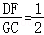 DF/GC = 1/2